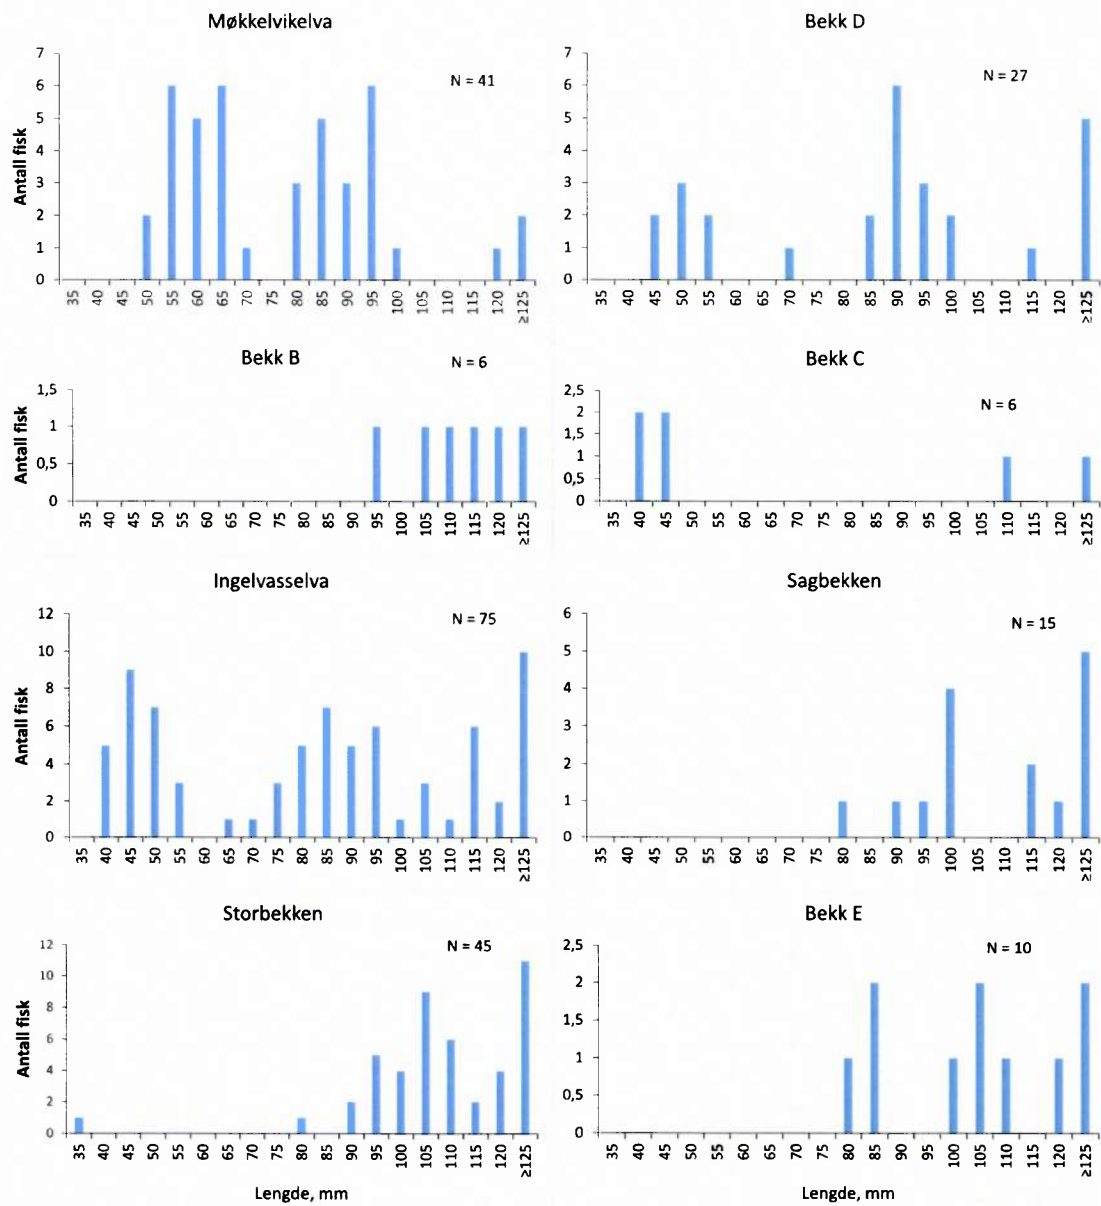 Møkkelvikelva
N = 41
Antall fisk
7
6
5
4
3
2
1
0
35 40 45 50 55 60 65 70 75 80 85 90 95 100 105 110 115 120 ≥125
Bekk D
N = 27
7
6
5
4
3
2
1
0
35 40 45 50 55 60 65 70 75 80 85 90 95 100 105 110 115 120 ≥125
Bekk B
N = 6
Antall fisk
1,5
1
0,5
0
35 40 45 50 55 60 65 70 75 80 85 90 95 100 105 110 115 120 ≥125
Bekk C
N = 6
2,5
2
1,5
1
0,5
0
35 40 45 50 55 60 65 70 75 80 85 90 95 100 105 110 115 120 ≥125
Ingelvasselva
N = 75
Antall fisk
12
10
8
6
4
2
0
35 40 45 50 55 60 65 70 75 80 85 90 95 100 105 110 115 120 ≥125
Sagbekken
N = 15
6
5
4
3
2
1
0
35 40 45 50 55 60 65 70 75 80 85 90 95 100 105 110 115 120 ≥125
Storbekken
N = 45
Antall fisk
12
10
8
6
4
2
0
35 40 45 50 55 60 65 70 75 80 85 90 95 100 105 110 115 120 ≥125
Lengde, mm
Bekk E
N = 10
2,5
2
1,5
1
0,5
0
35 40 45 50 55 60 65 70 75 80 85 90 95 100 105 110 115 120 ≥125
Lengde, mm